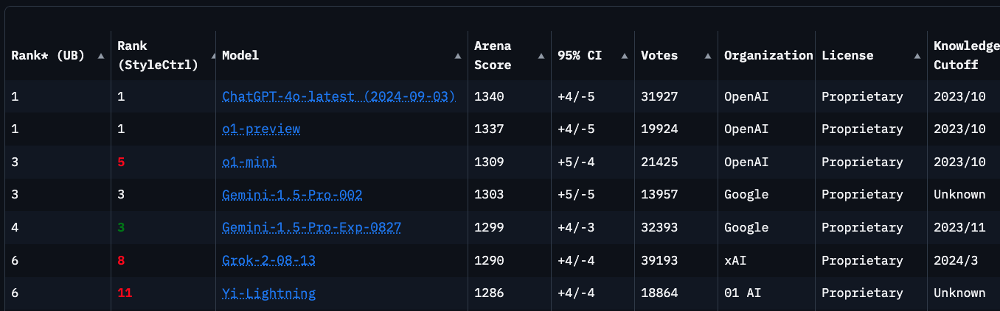 Rank* (UB) ▲ Rank (StyleCtrl) ▲ Model ▲ Arena Score ▲ 95% CI ▲ Votes ▲ Organization License ▲ Knowledge Cutoff
1 1 ChatGPT-4o-latest (2024-09-03) 1340 +4/-5 31927 OpenAI Proprietary 2023/10
1 1 o1-preview 1337 +4/-5 19924 OpenAI Proprietary 2023/10
3 5 o1-mini 1309 +5/-4 21425 OpenAI Proprietary 2023/10
3 3 Gemini-1.5-Pro-002 1303 +5/-5 13957 Google Proprietary Unknown
4 3 Gemini-1.5-Pro-Exp-0827 1299 +4/-3 32393 Google Proprietary 2023/11
6 8 Grok-2-08-13 1290 +4/-4 39193 xAI Proprietary 2024/3
6 11 Yi-Lightning 1286 +4/-4 18864 01 AI Proprietary Unknown